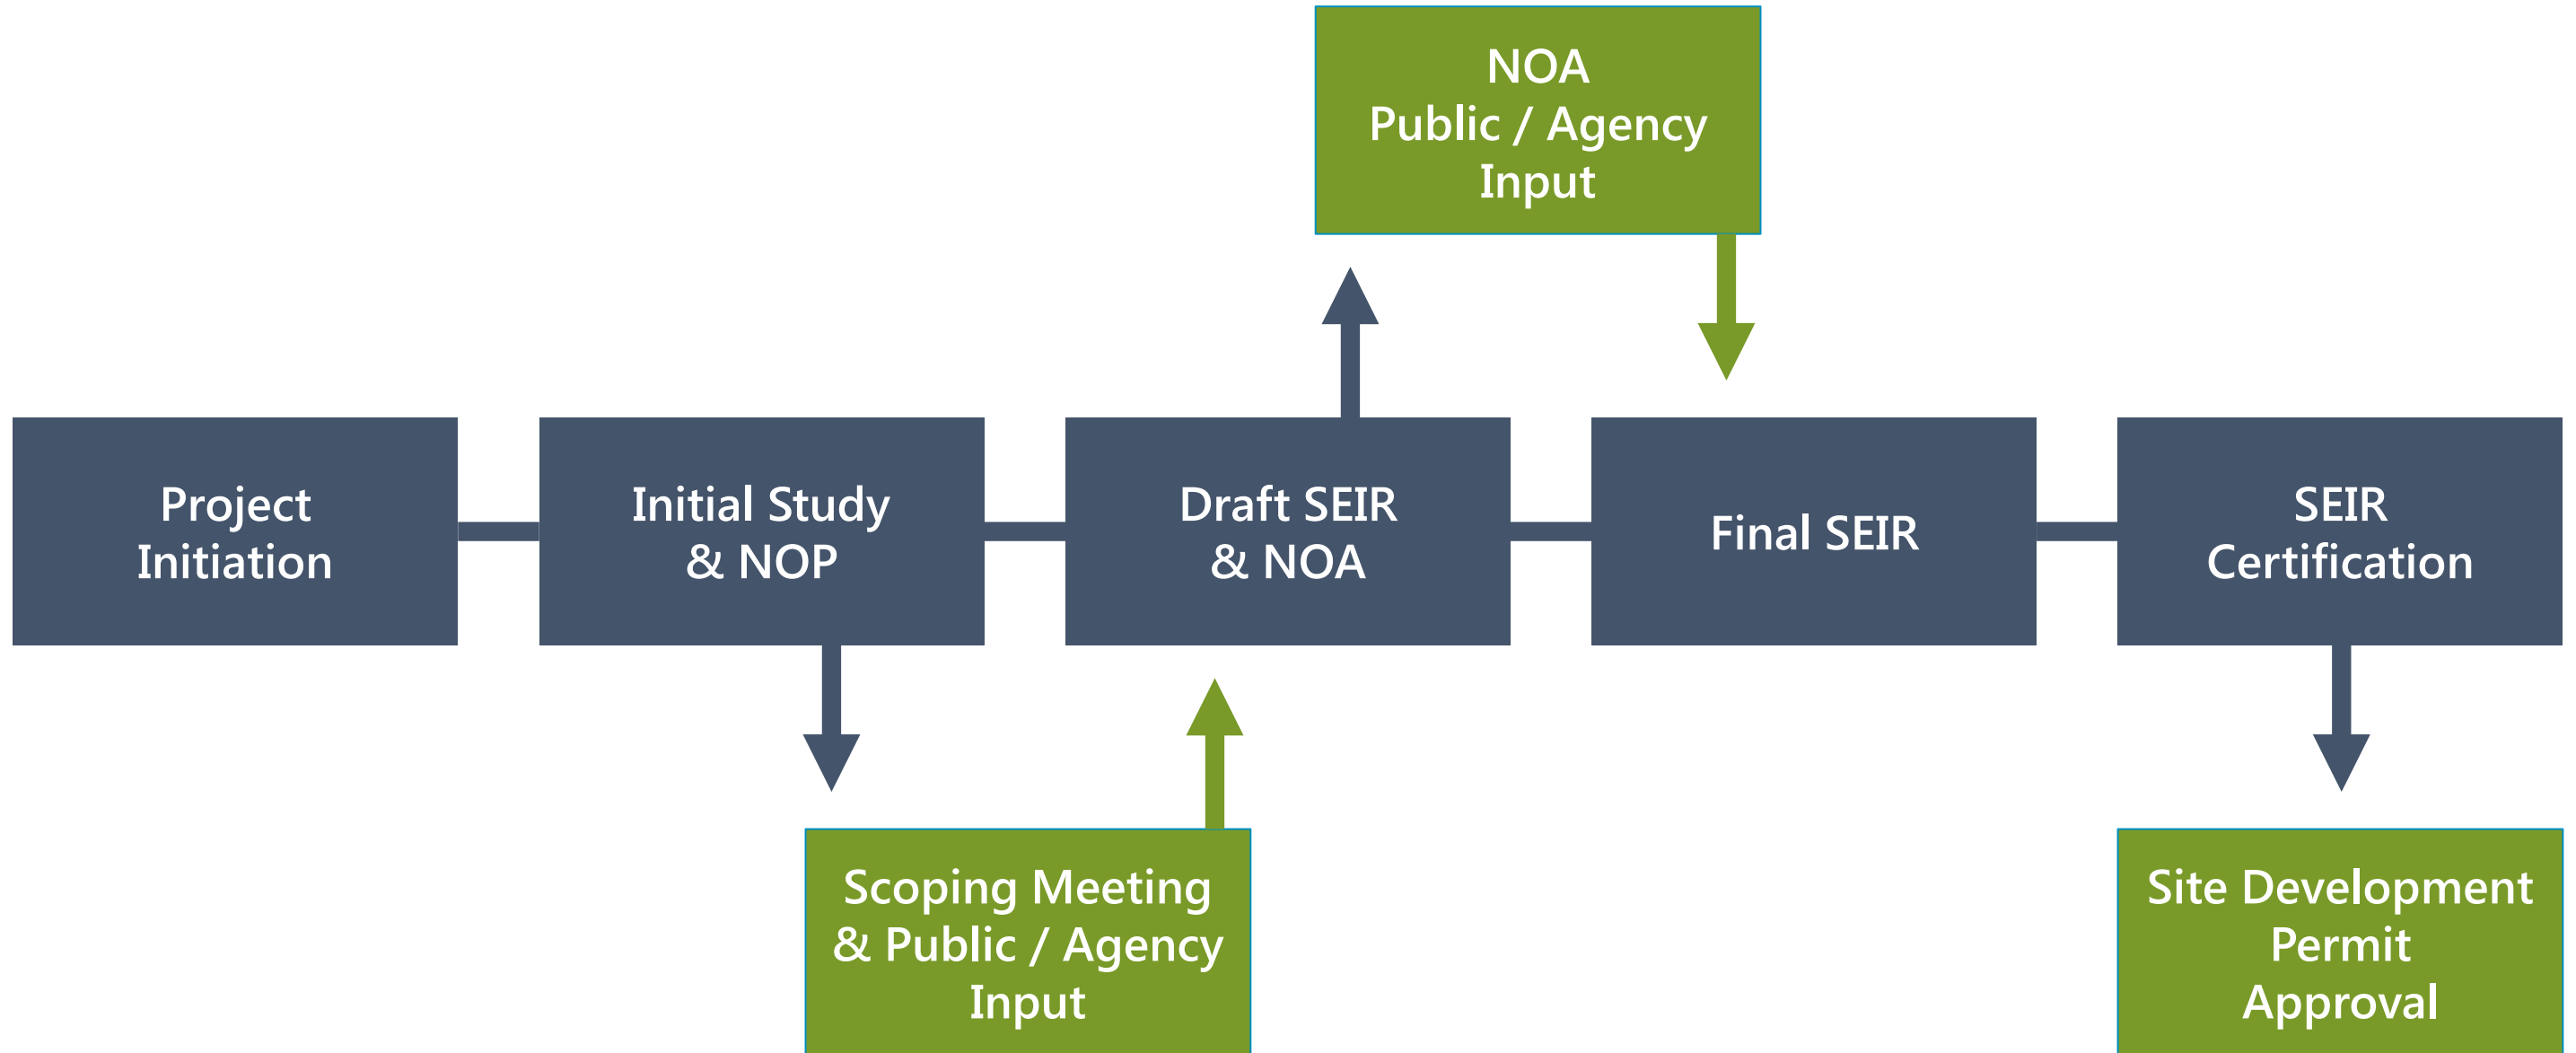 NOA
Public / Agency
Input
Project
Initiation
Initial Study
& NOP
Draft SEIR
& NOA
Final SEIR
SEIR
Certification
Scoping Meeting
& Public / Agency
Input
Site Development
Permit
Approval